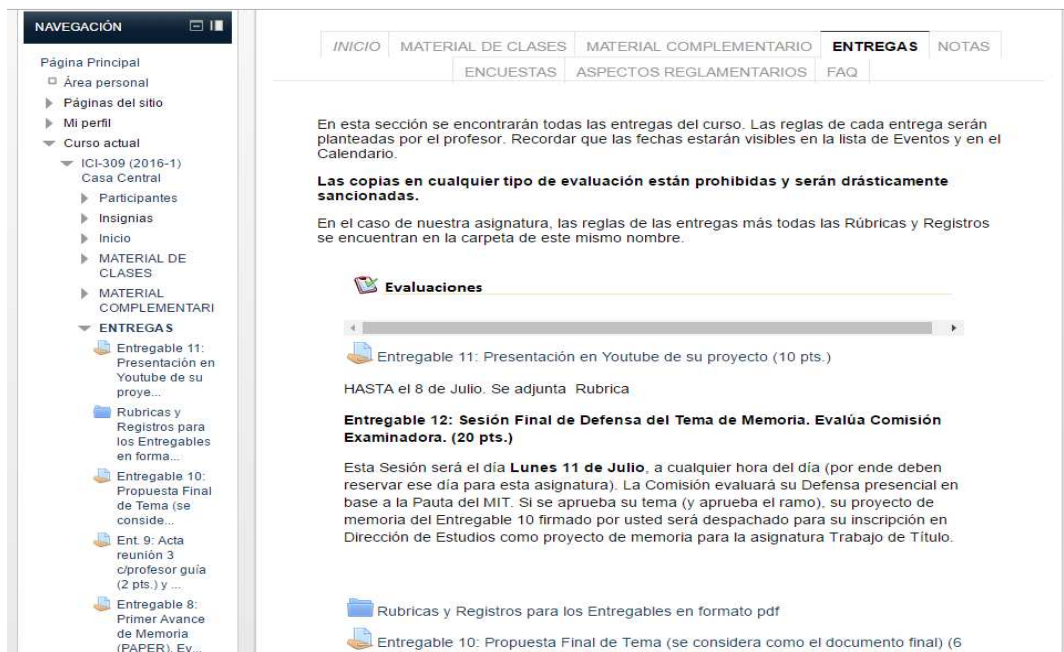 NAVEGACIÓN
Página Principal
Área personal
Páginas del sitio
Mi perfil
Curso actual
ICI-309 (2016-1)
Casa Central
Participantes
Insignias
Inicio
MATERIAL DE
CLASES
MATERIAL
COMPLEMENTARI
ENTREGAS
Entregable 11:
Presentación en
Youtube de su
proye...
Rubricas y
Registros para
los Entregables
en forma...
Entregable 10:
Propuesta Final
de Tema (se
conside...
Ent. 9: Acta
reunión 3
c/profesor guía
(2 pts.) y ...
Entregable 8:
Primer Avance
de Memoria
(PAPER). Ev...
INICIO MATERIAL DE CLASES MATERIAL COMPLEMENTARIO ENTREGAS NOTAS
ENCUESTAS ASPECTOS REGLAMENTARIOS FAQ
En esta sección se encontrarán todas las entregas del curso. Las reglas de cada entrega serán
planteadas por el profesor. Recordar que las fechas estarán visibles en la lista de Eventos y en el
Calendario.
Las copias en cualquier tipo de evaluación están prohibidas y serán drásticamente
sancionadas.
En el caso de nuestra asignatura, las reglas de las entregas más todas las Rúbricas y Registros
se encuentran en la carpeta de este mismo nombre.
Evaluaciones
Entregable 11: Presentación en Youtube de su proyecto (10 pts.)
HASTA el 8 de Julio. Se adjunta Rubrica
Entregable 12: Sesión Final de Defensa del Tema de Memoria. Evalúa Comisión
Examinadora. (20 pts.)
Esta Sesión será el día Lunes 11 de Julio, a cualquier hora del día (por ende deben
reservar ese día para esta asignatura). La Comisión evaluará su Defensa presencial en
base a la Pauta del MIT. Si se aprueba su tema (y aprueba el ramo), su proyecto de
memoria del Entregable 10 firmado por usted será despachado para su inscripción en
Dirección de Estudios como proyecto de memoria para la asignatura Trabajo de Título.
Rubricas y Registros para los Entregables en formato pdf
Entregable 10: Propuesta Final de Tema (se considera como el documento final) (6